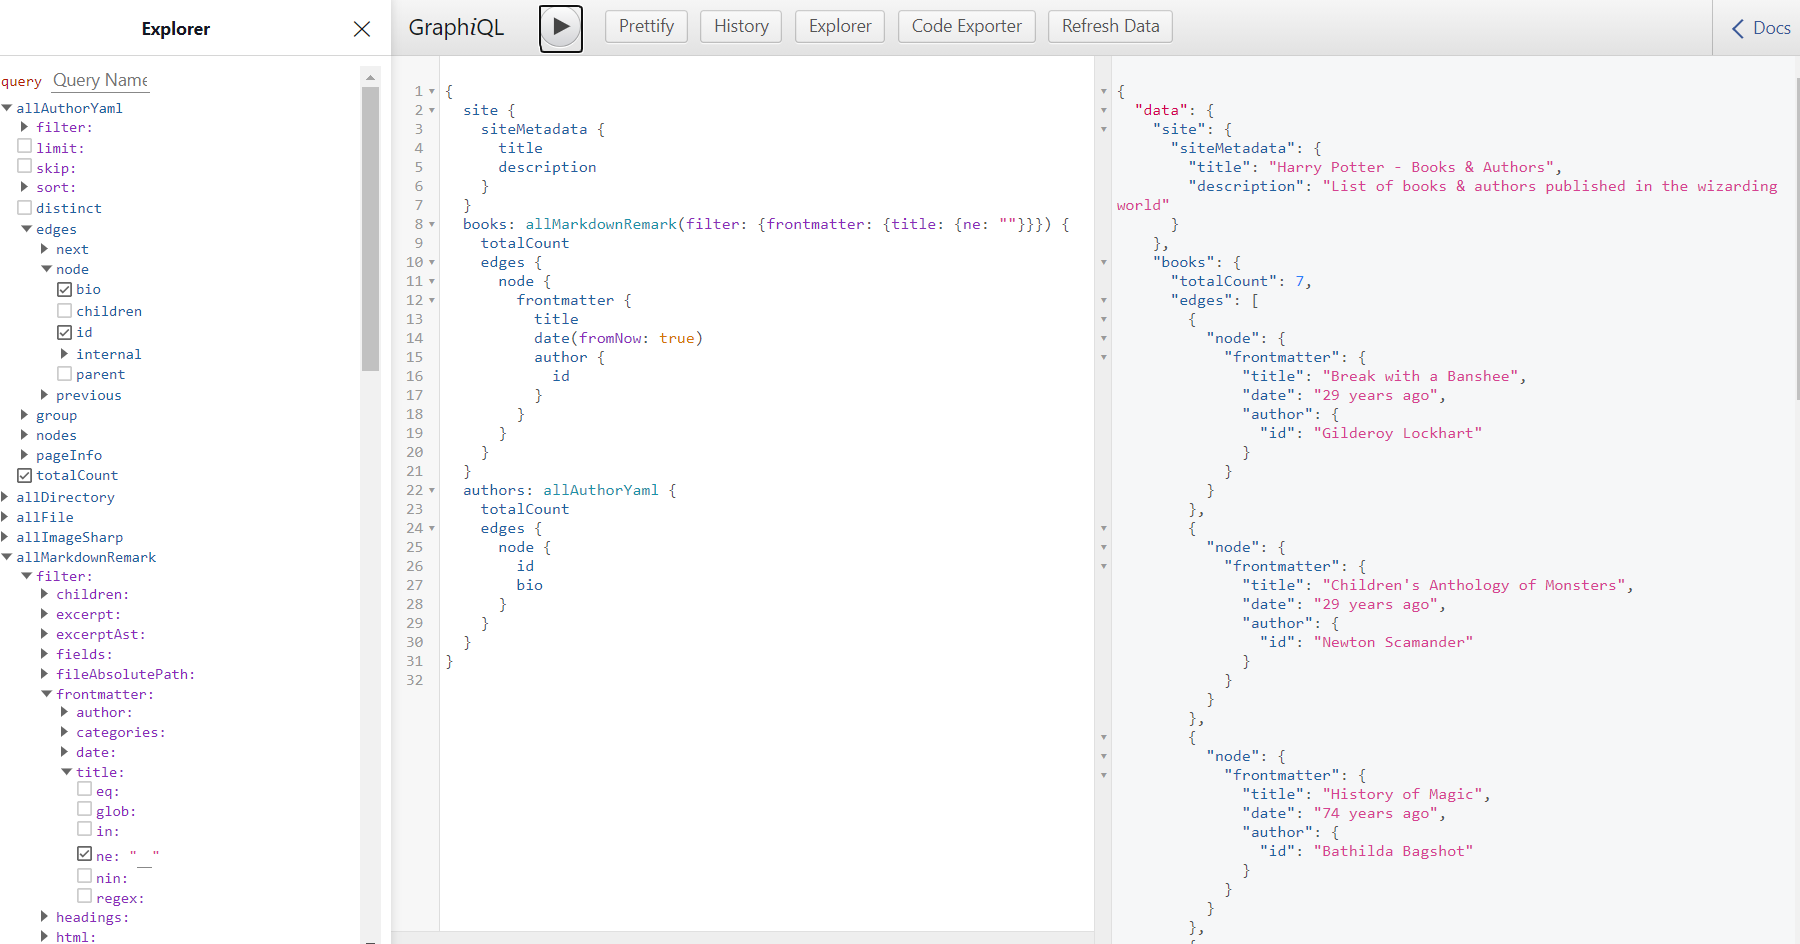 Explorer
query Query Name
allAuthorYaml
filter:
limit:
skip:
sort:
distinct
edges
next
node
bio
children
id
internal
parent
previous
group
nodes
pageInfo
totalCount
allDirectory
allFile
allImageSharp
allMarkdownRemark
filter:
children:
excerpt:
excerptAst:
fields:
fileAbsolutePath:
frontmatter:
author:
categories:
date:
title:
eq:
glob:
in:
ne: "__"
nin:
regex:
headings:
html:
GraphiQL
Prettify
History
Explorer
Code Exporter
Refresh Data
Docs
1 {
2 site {
3 siteMetadata {
4 title
5 description
6 }
7 }
8 books: allMarkdownRemark(filter: {frontmatter: {title: {ne: ""}}}) {
9 totalCount
10 edges {
11 node {
12 frontmatter {
13 title
14 date(fromNow: true)
15 author {
16 id
17 }
18 }
19 }
20 }
21 }
22 authors: allAuthorYaml {
23 totalCount
24 edges {
25 node {
26 id
27 bio
28 }
29 }
30 }
31 }
32
{
"data": {
"site": {
"siteMetadata": {
"title": "Harry Potter - Books & Authors",
"description": "List of books & authors published in the wizarding
world"
}
},
"books": {
"totalCount": 7,
"edges": [
{
"node": {
"frontmatter": {
"title": "Break with a Banshee",
"date": "29 years ago",
"author": {
"id": "Gilderoy Lockhart"
}
}
}
},
{
"node": {
"frontmatter": {
"title": "Children's Anthology of Monsters",
"date": "29 years ago",
"author": {
"id": "Newton Scamander"
}
}
}
},
{
"node": {
"frontmatter": {
"title": "History of Magic",
"date": "74 years ago",
"author": {
"id": "Bathilda Bagshot"
}
}
}
},
{